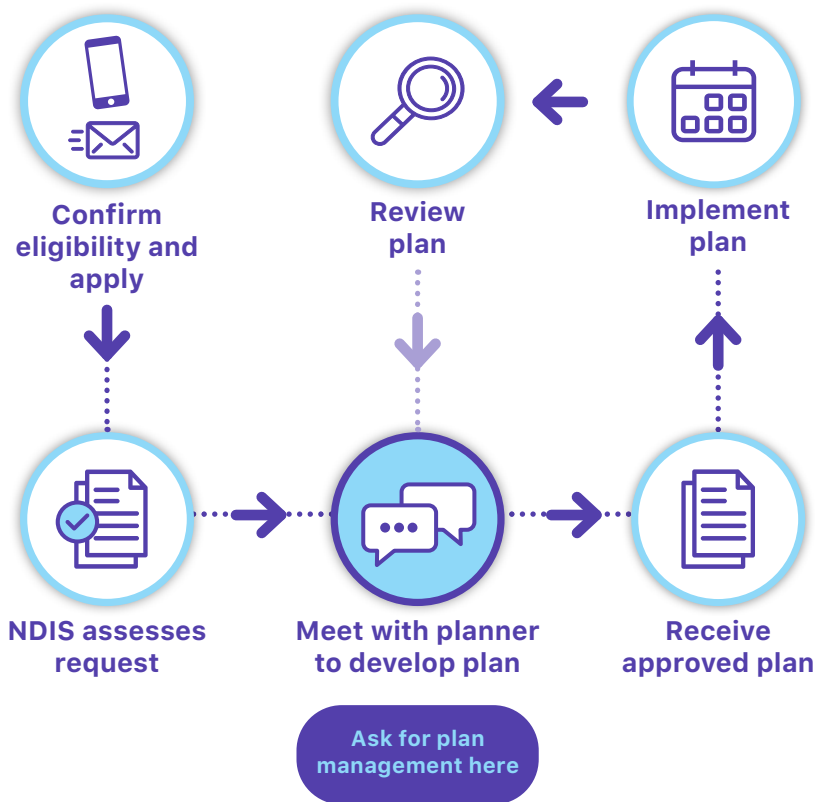 Confirm
eligibility and
apply
Review
plan
Implement
plan
NDIS assesses
request
Meet with planner
to develop plan
Receive
approved plan
Ask for plan
management here